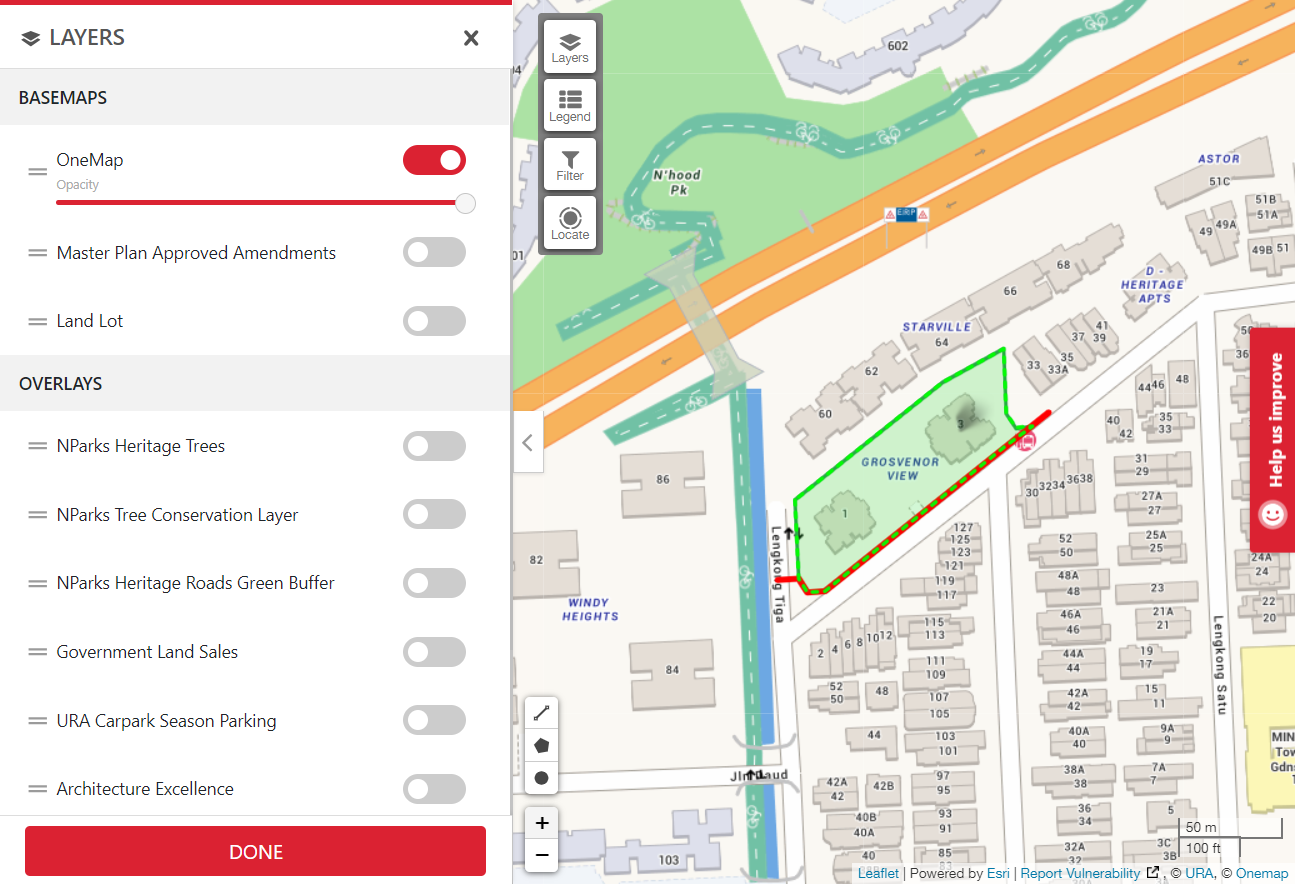 LAYERS
BASEMAPS
OneMap
Opacity
Master Plan Approved Amendments
Land Lot
OVERLAYS
NParks Heritage Trees
NParks Tree Conservation Layer
NParks Heritage Roads Green Buffer
Government Land Sales
URA Carpark Season Parking
Architecture Excellence
DONE
Layers
Legend
Filter
Locate
602
N'hood
Pk
ERP
ASTOR
51C
51B
51A
49
49A
49B
51
D -
HERITAGE
APTS
68
66
STARVILLE
64
62
60
41
37
39
35
33
33A
3
GROSVENOR
VIEW
1
86
82
84
WINDY
HEIGHTS
Lengkong Tiga
Lengkong Satu
Jln Daud
50
36
44
46
48
40
42
35
33
31
29
30
32
34
36
38
27A
27
127
125
123
121
119
117
115
113
111
109
107
105
103
101
97
95
93
91
85
83
52
50
48A
48
46A
46
44A
44
42A
42
40A
40
38A
38
36
34
32A
32
25A
25
23
21A
21
19
17
15
11
9A
9
7A
7
5
3C
3B
24A
24
22
20
2
4
6
8
10
12
52
50
48
44
42A
42
42B
40B
40A
40
103
MIN
Tow
Gdns
Help us improve
+
−
50 m
100 ft
Leaflet | Powered by Esri | Report Vulnerability , © URA, © Onemap